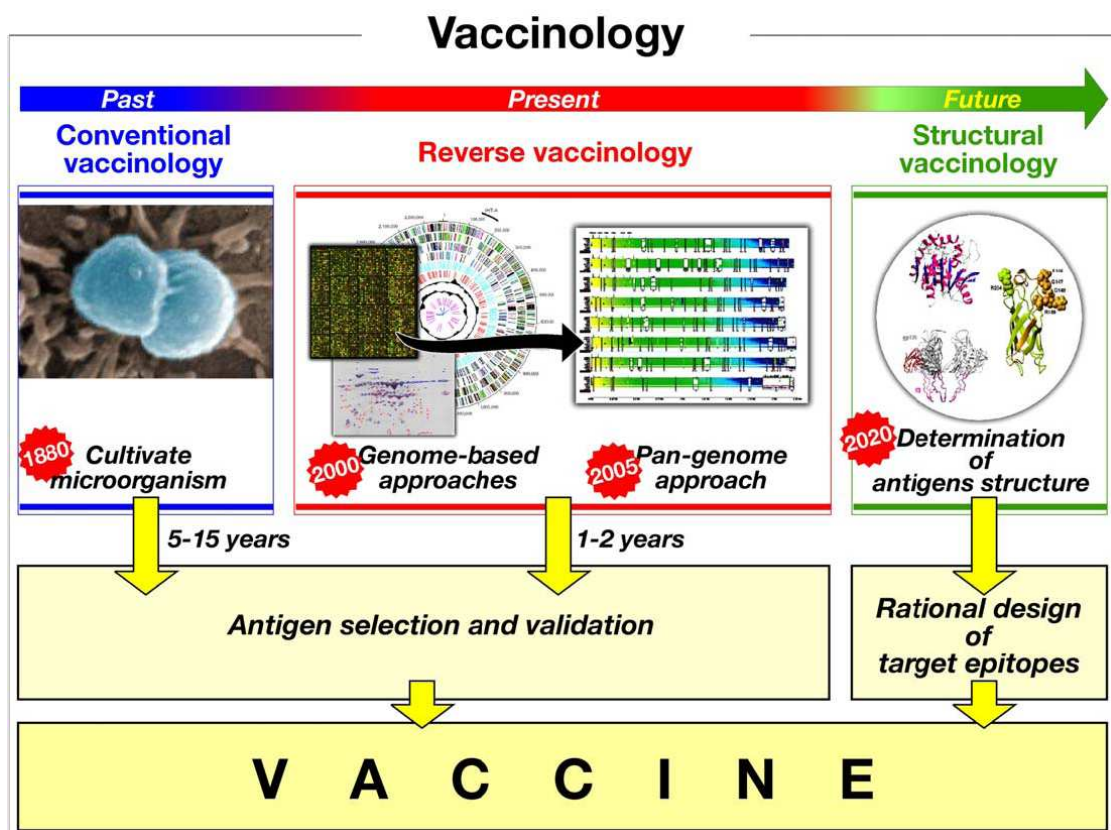 Vaccinology
Past
Present
Future
Conventional
vaccinology
Reverse vaccinology
Structural
vaccinology
1880
Cultivate
microorganism
2000
Genome-based
approaches
2005
Pan-genome
approach
2020
Determination
of
antigens structure
5-15 years
1-2 years
Antigen selection and validation
Rational design
of
target epitopes
V A C C I N E